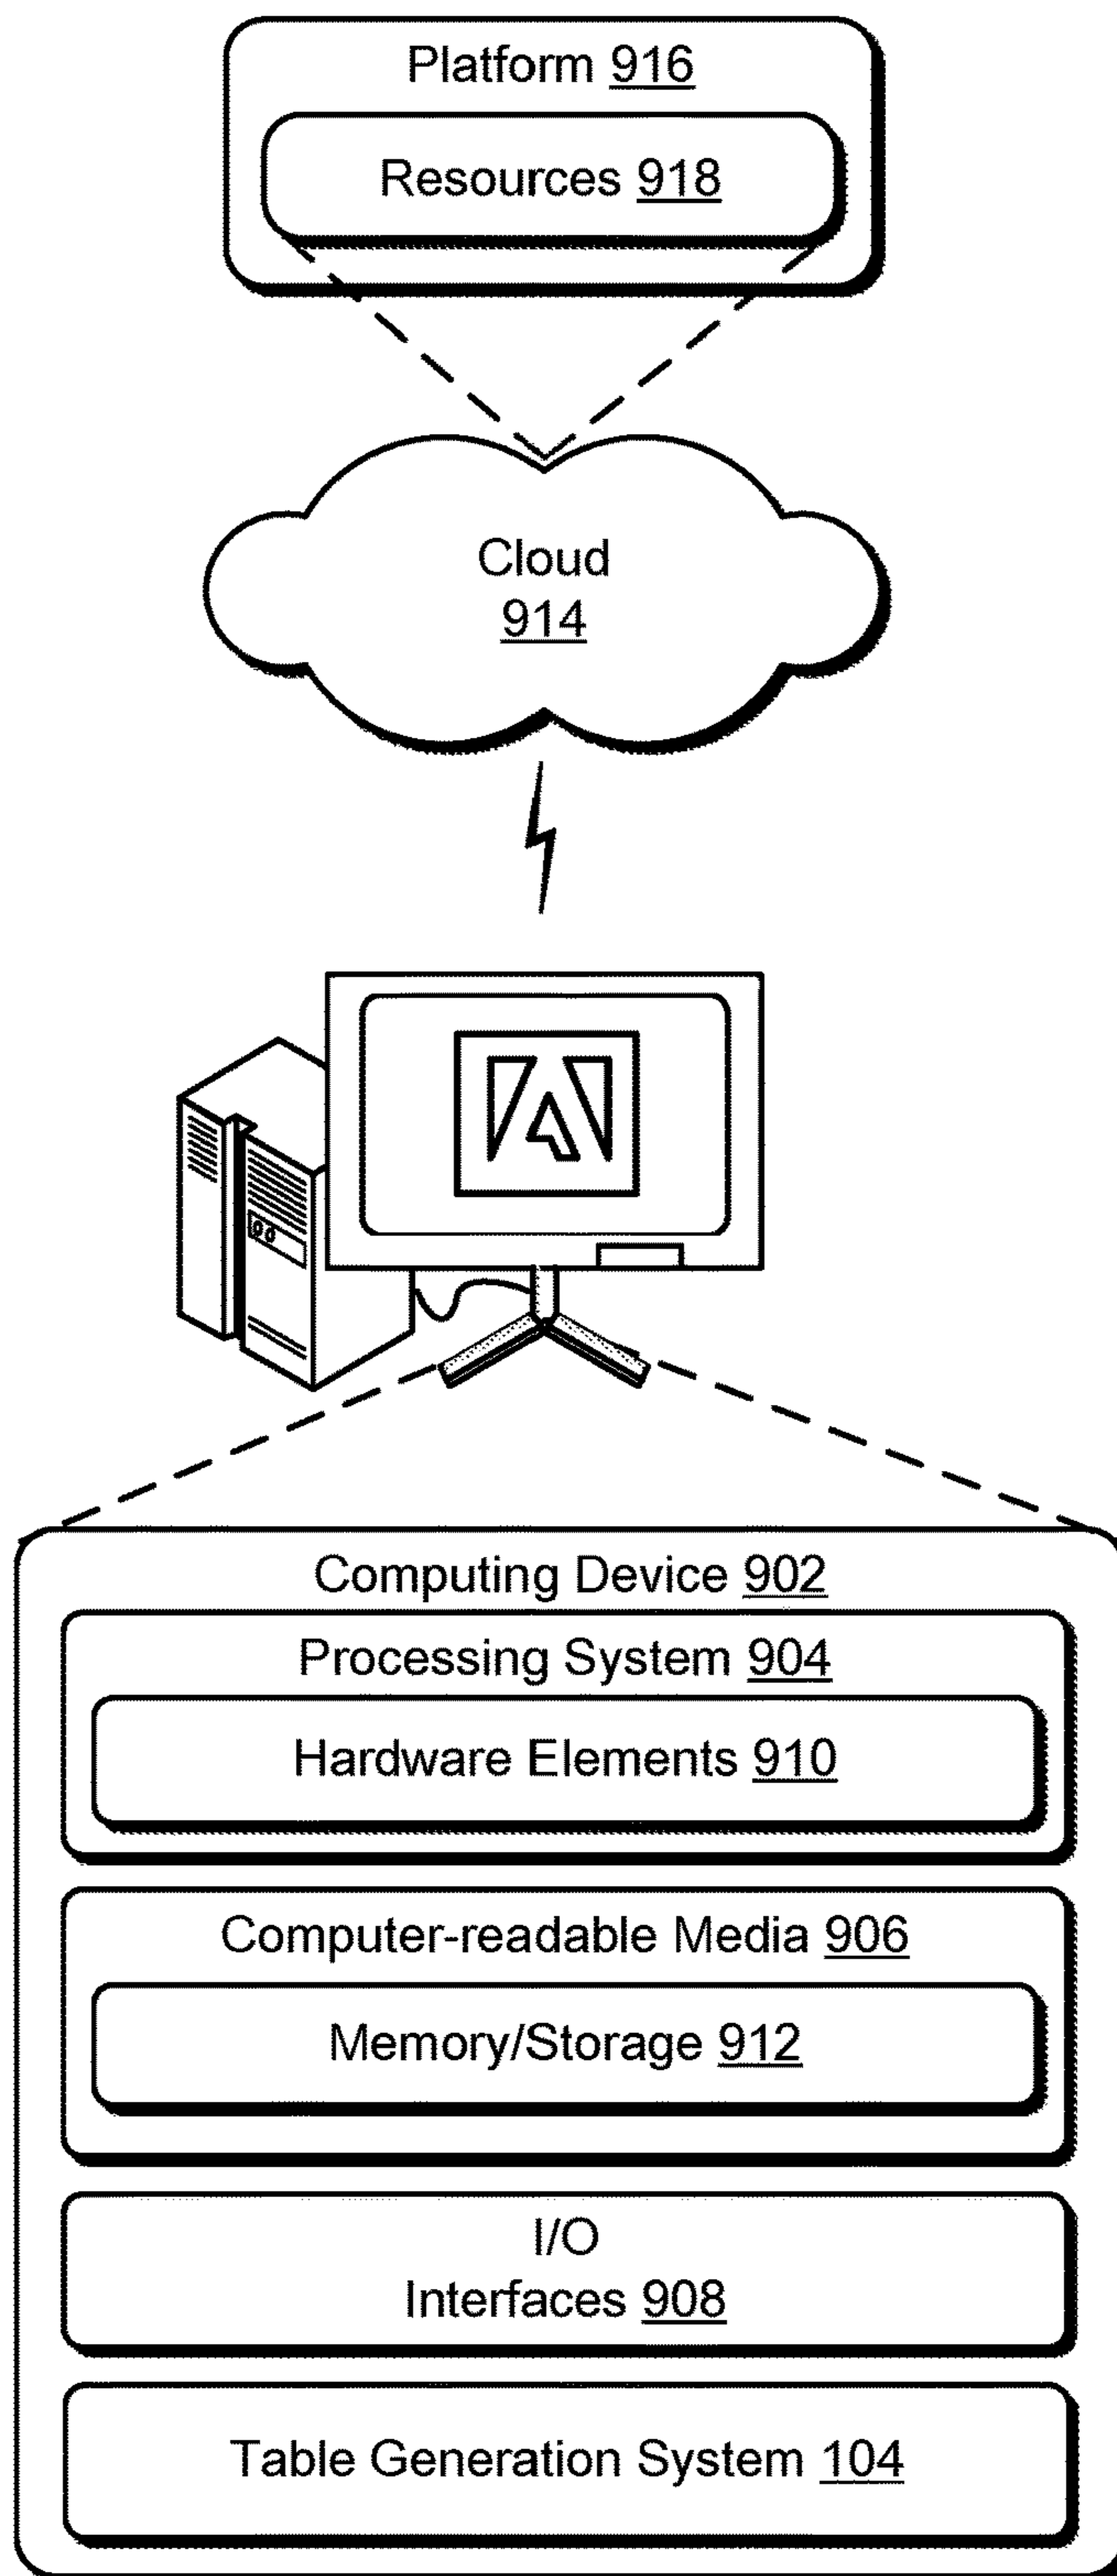 Platform 916
Resources 918
Cloud
914
Computing Device 902
Processing System 904
Hardware Elements 910
Computer-readable Media 906
Memory/Storage 912
I/O
Interfaces 908
Table Generation System 104